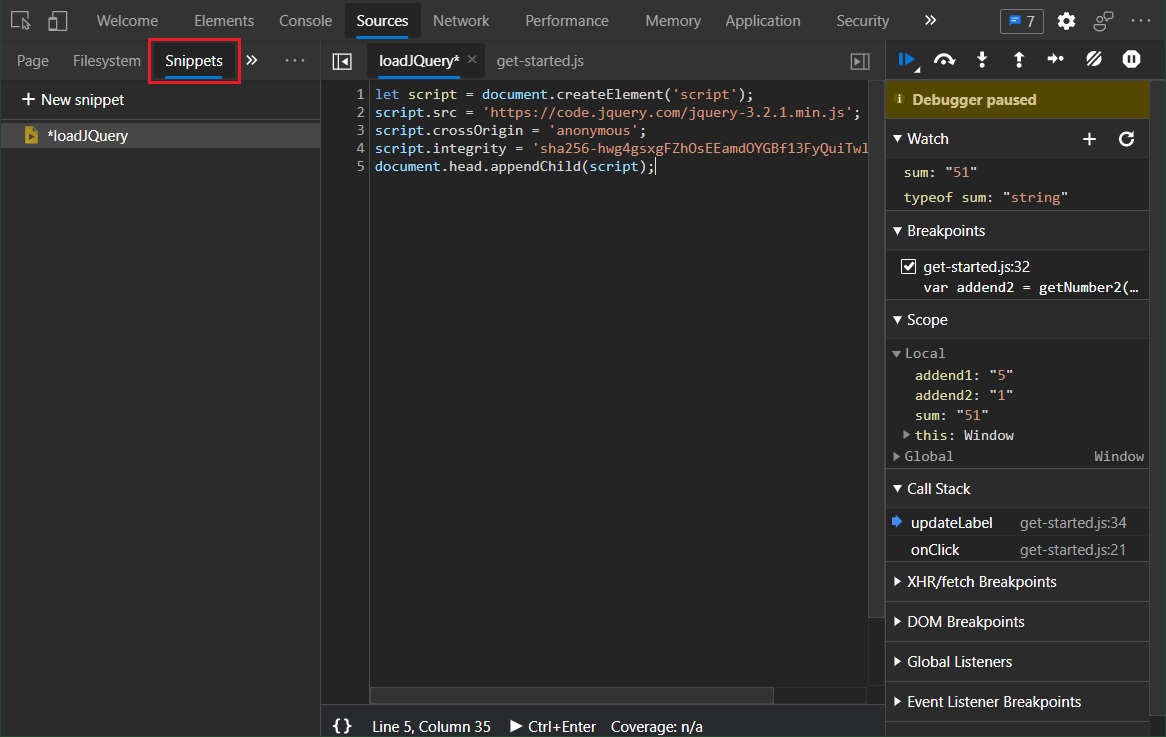 Welcome Elements Console Sources Network Performance Memory Application Security » 7 ···
Page Filesystem Snippets » ···
+ New snippet
*loadJQuery
loadJQuery* × get-started.js
1 let script = document.createElement('script');
2 script.src = 'https://code.jquery.com/jquery-3.2.1.min.js';
3 script.crossOrigin = 'anonymous';
4 script.integrity = 'sha256-hwg4gsxgFZhOsEEamdOYGBf13FyQuiTwl
5 document.head.appendChild(script);
{ } Line 5, Column 35 ▶ Ctrl+Enter Coverage: n/a
Debugger paused
Watch
sum: "51"
typeof sum: "string"
Breakpoints
get-started.js:32
var addend2 = getNumber2(…
Scope
Local
addend1: "5"
addend2: "1"
sum: "51"
this: Window
Global Window
Call Stack
updateLabel get-started.js:34
onClick get-started.js:21
XHR/fetch Breakpoints
DOM Breakpoints
Global Listeners
Event Listener Breakpoints